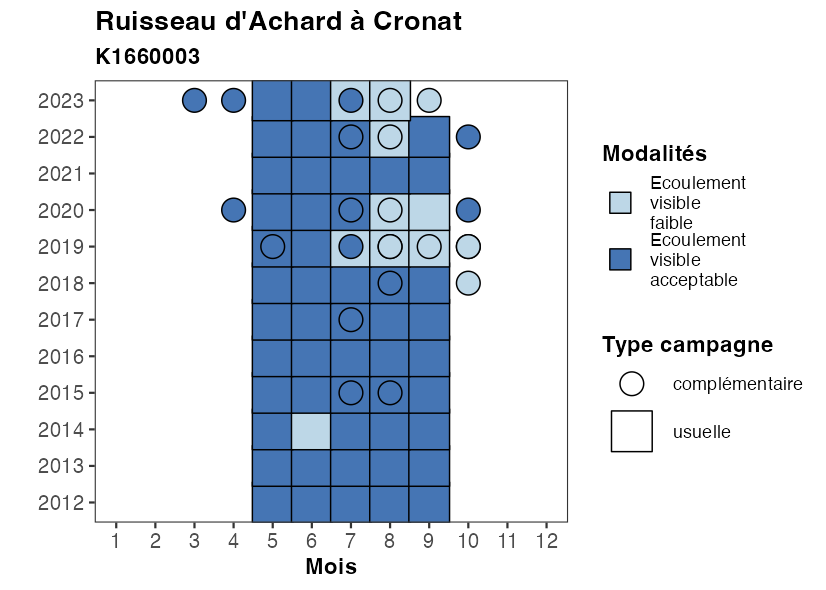 Ruisseau d'Achard à Cronat
K1660003
2023
2022
2021
2020
2019
2018
2017
2016
2015
2014
2013
2012
1 2 3 4 5 6 7 8 9 10 11 12
Mois
Modalités
Ecoulement
visible
faible
Ecoulement
visible
acceptable
Type campagne
complémentaire
usuelle